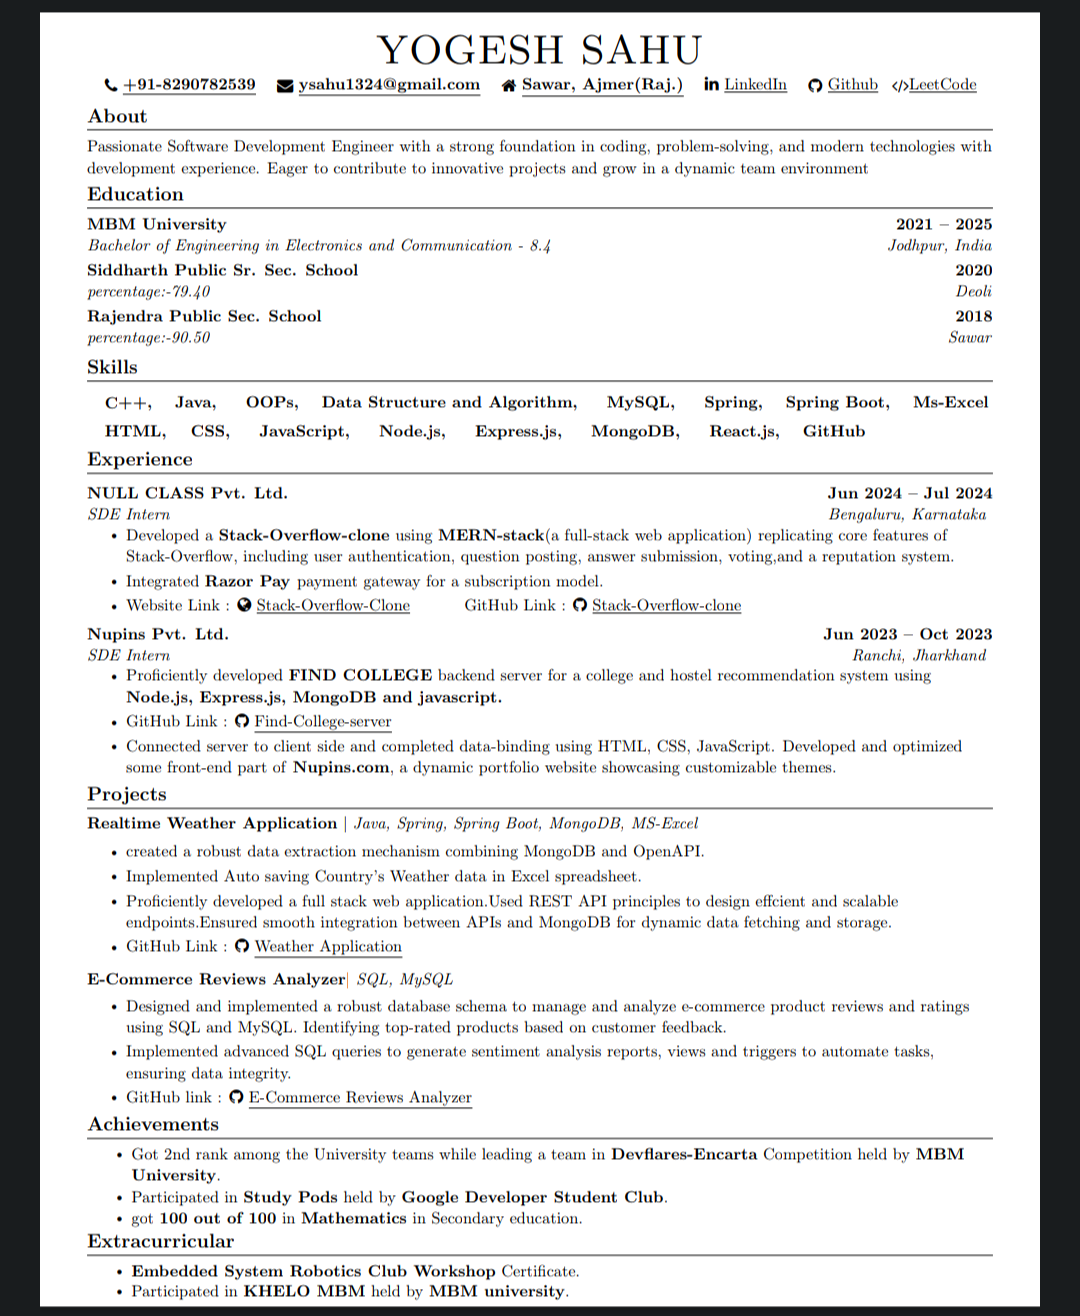 YOGESH SAHU
+91-8290782539 ysahu1324@gmail.com Sawar, Ajmer(Raj.) LinkedIn Github </>LeetCode
About
Passionate Software Development Engineer with a strong foundation in coding, problem-solving, and modern technologies with
development experience. Eager to contribute to innovative projects and grow in a dynamic team environment
Education
MBM University 2021 – 2025
Bachelor of Engineering in Electronics and Communication - 8.4 Jodhpur, India
Siddharth Public Sr. Sec. School 2020
percentage:-79.40 Deoli
Rajendra Public Sec. School 2018
percentage:-90.50 Sawar
Skills
C++, Java, OOPs, Data Structure and Algorithm, MySQL, Spring, Spring Boot, Ms-Excel
HTML, CSS, JavaScript, Node.js, Express.js, MongoDB, React.js, GitHub
Experience
NULL CLASS Pvt. Ltd. Jun 2024 – Jul 2024
SDE Intern Bengaluru, Karnataka
• Developed a Stack-Overflow-clone using MERN-stack(a full-stack web application) replicating core features of
Stack-Overflow, including user authentication, question posting, answer submission, voting,and a reputation system.
• Integrated Razor Pay payment gateway for a subscription model.
• Website Link : Stack-Overflow-Clone GitHub Link : Stack-Overflow-clone
Nupins Pvt. Ltd. Jun 2023 – Oct 2023
SDE Intern Ranchi, Jharkhand
• Proficiently developed FIND COLLEGE backend server for a college and hostel recommendation system using
Node.js, Express.js, MongoDB and javascript.
• GitHub Link : Find-College-server
• Connected server to client side and completed data-binding using HTML, CSS, JavaScript. Developed and optimized
some front-end part of Nupins.com, a dynamic portfolio website showcasing customizable themes.
Projects
Realtime Weather Application | Java, Spring, Spring Boot, MongoDB, MS-Excel
• created a robust data extraction mechanism combining MongoDB and OpenAPI.
• Implemented Auto saving Country's Weather data in Excel spreadsheet.
• Proficiently developed a full stack web application.Used REST API principles to design effcient and scalable
endpoints.Ensured smooth integration between APIs and MongoDB for dynamic data fetching and storage.
• GitHub Link : Weather Application
E-Commerce Reviews Analyzer| SQL, MySQL
• Designed and implemented a robust database schema to manage and analyze e-commerce product reviews and ratings
using SQL and MySQL. Identifying top-rated products based on customer feedback.
• Implemented advanced SQL queries to generate sentiment analysis reports, views and triggers to automate tasks,
ensuring data integrity.
• GitHub link : E-Commerce Reviews Analyzer
Achievements
• Got 2nd rank among the University teams while leading a team in Devflares-Encarta Competition held by MBM
University.
• Participated in Study Pods held by Google Developer Student Club.
• got 100 out of 100 in Mathematics in Secondary education.
Extracurricular
• Embedded System Robotics Club Workshop Certificate.
• Participated in KHELO MBM held by MBM university.